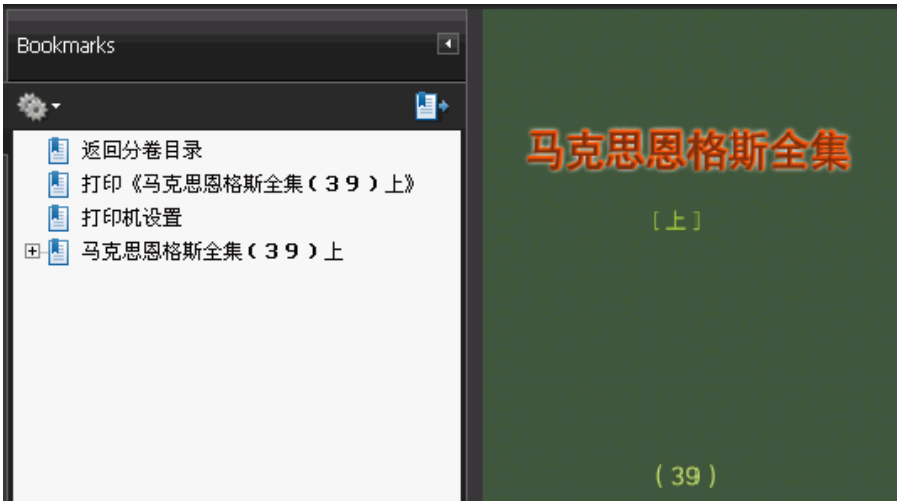 Bookmarks
返回分卷目录
打印《马克思恩格斯全集(39)上》
打印机设置
马克思恩格斯全集(39)上
马克思恩格斯全集
[上]
(39)